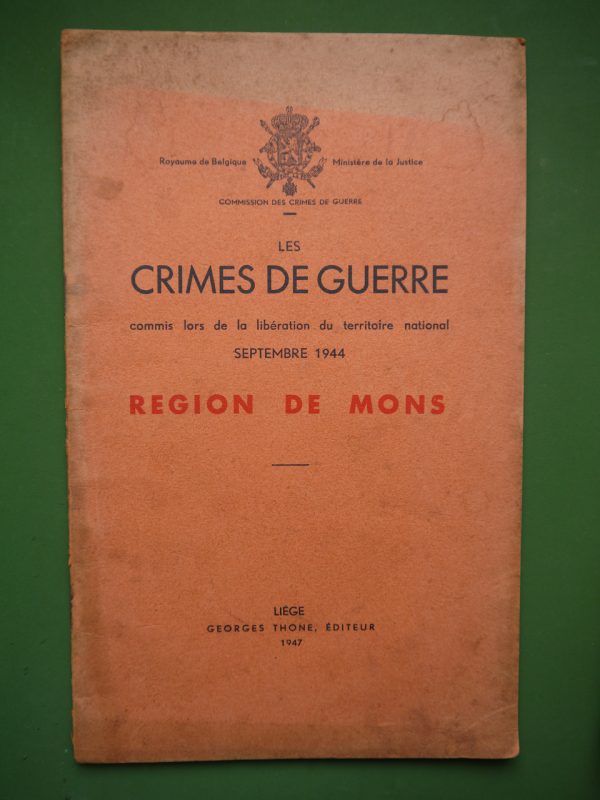 Royaume de Belgique Ministère de la Justice
COMMISSION DES CRIMES DE GUERRE
LES
CRIMES DE GUERRE
commis lors de la libération du territoire national
SEPTEMBRE 1944
REGION DE MONS
LIÉGE
GEORGES THONE, ÉDITEUR
1947